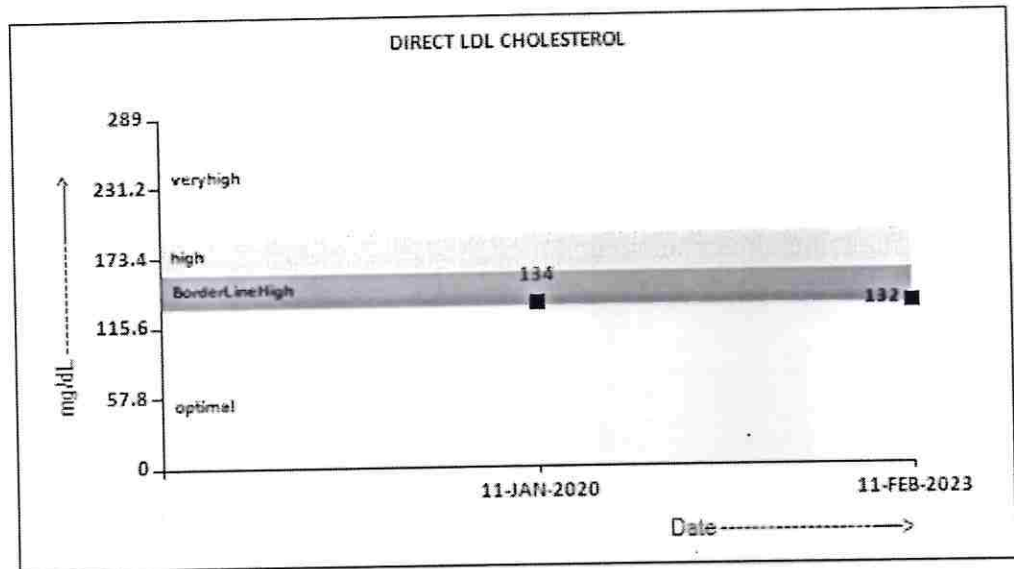 DIRECT LDL CHOLESTEROL
289
veryhigh
231.2
173.4
high
134
BorderLineHigh
132
115.6
mg/dL
57.8
optimal
0
11-JAN-2020
11-FEB-2023
Date